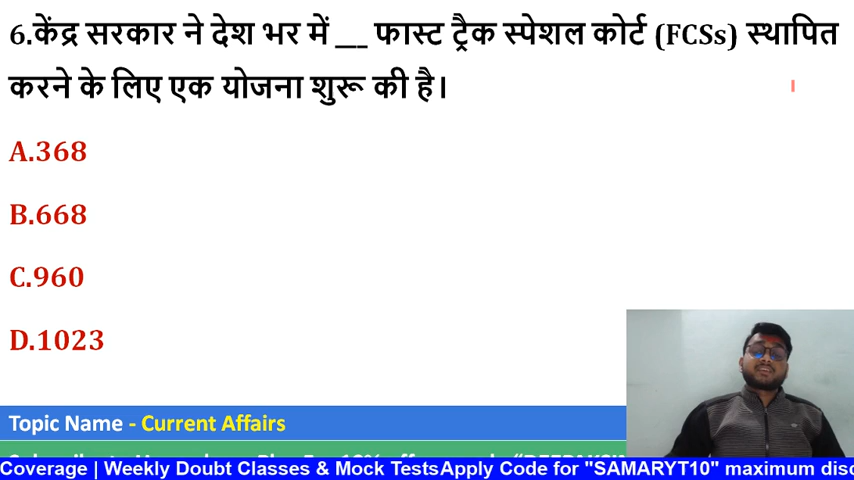 6.केंद्र सरकार ने देश भर में __ फास्ट ट्रैक स्पेशल कोर्ट (FCSs) स्थापित
करने के लिए एक योजना शुरू की है।
A.368
B.668
C.960
D.1023
Topic Name - Current Affairs
Coverage | Weekly Doubt Classes & Mock TestsApply Code for "SAMARYT10" maximum disc